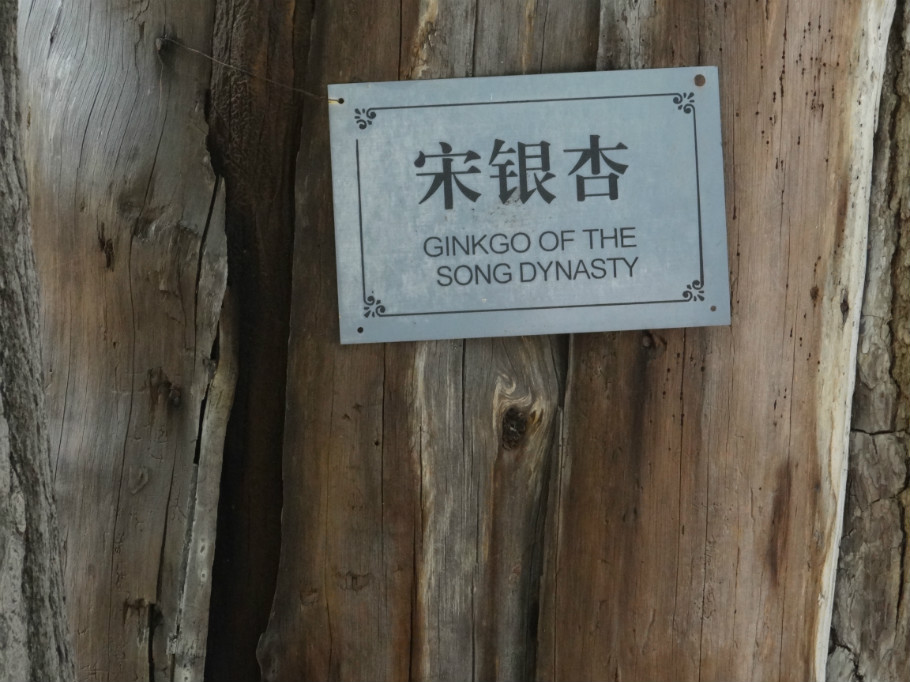 宋银杏
GINKGO OF THE
SONG DYNASTY